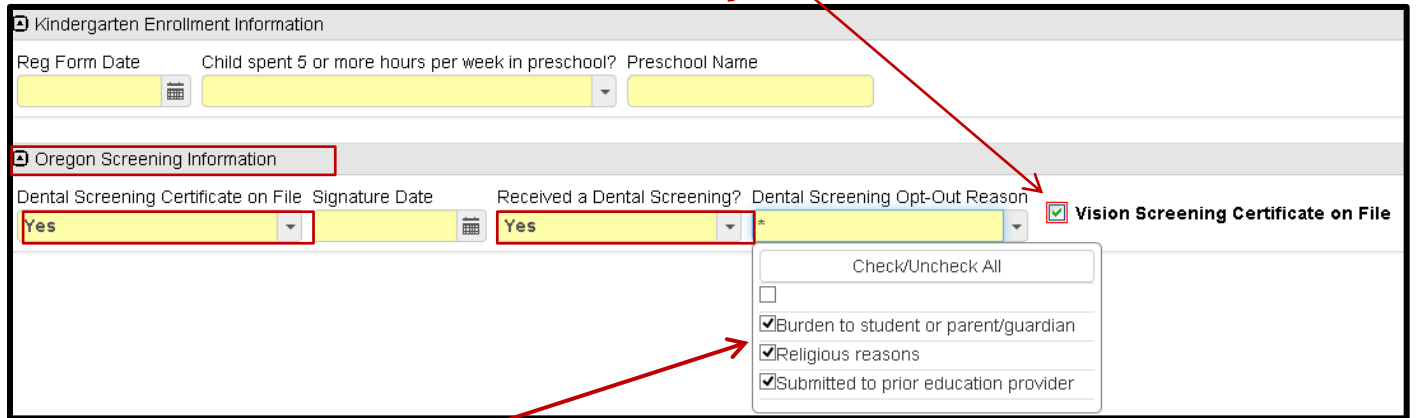 Kindergarten Enrollment Information
Reg Form Date Child spent 5 or more hours per week in preschool? Preschool Name
Oregon Screening Information
Dental Screening Certificate on File Signature Date Received a Dental Screening? Dental Screening Opt-Out Reason Vision Screening Certificate on File
Yes Yes *
Check/Uncheck All
Burden to student or parent/guardian
Religious reasons
Submitted to prior education provider